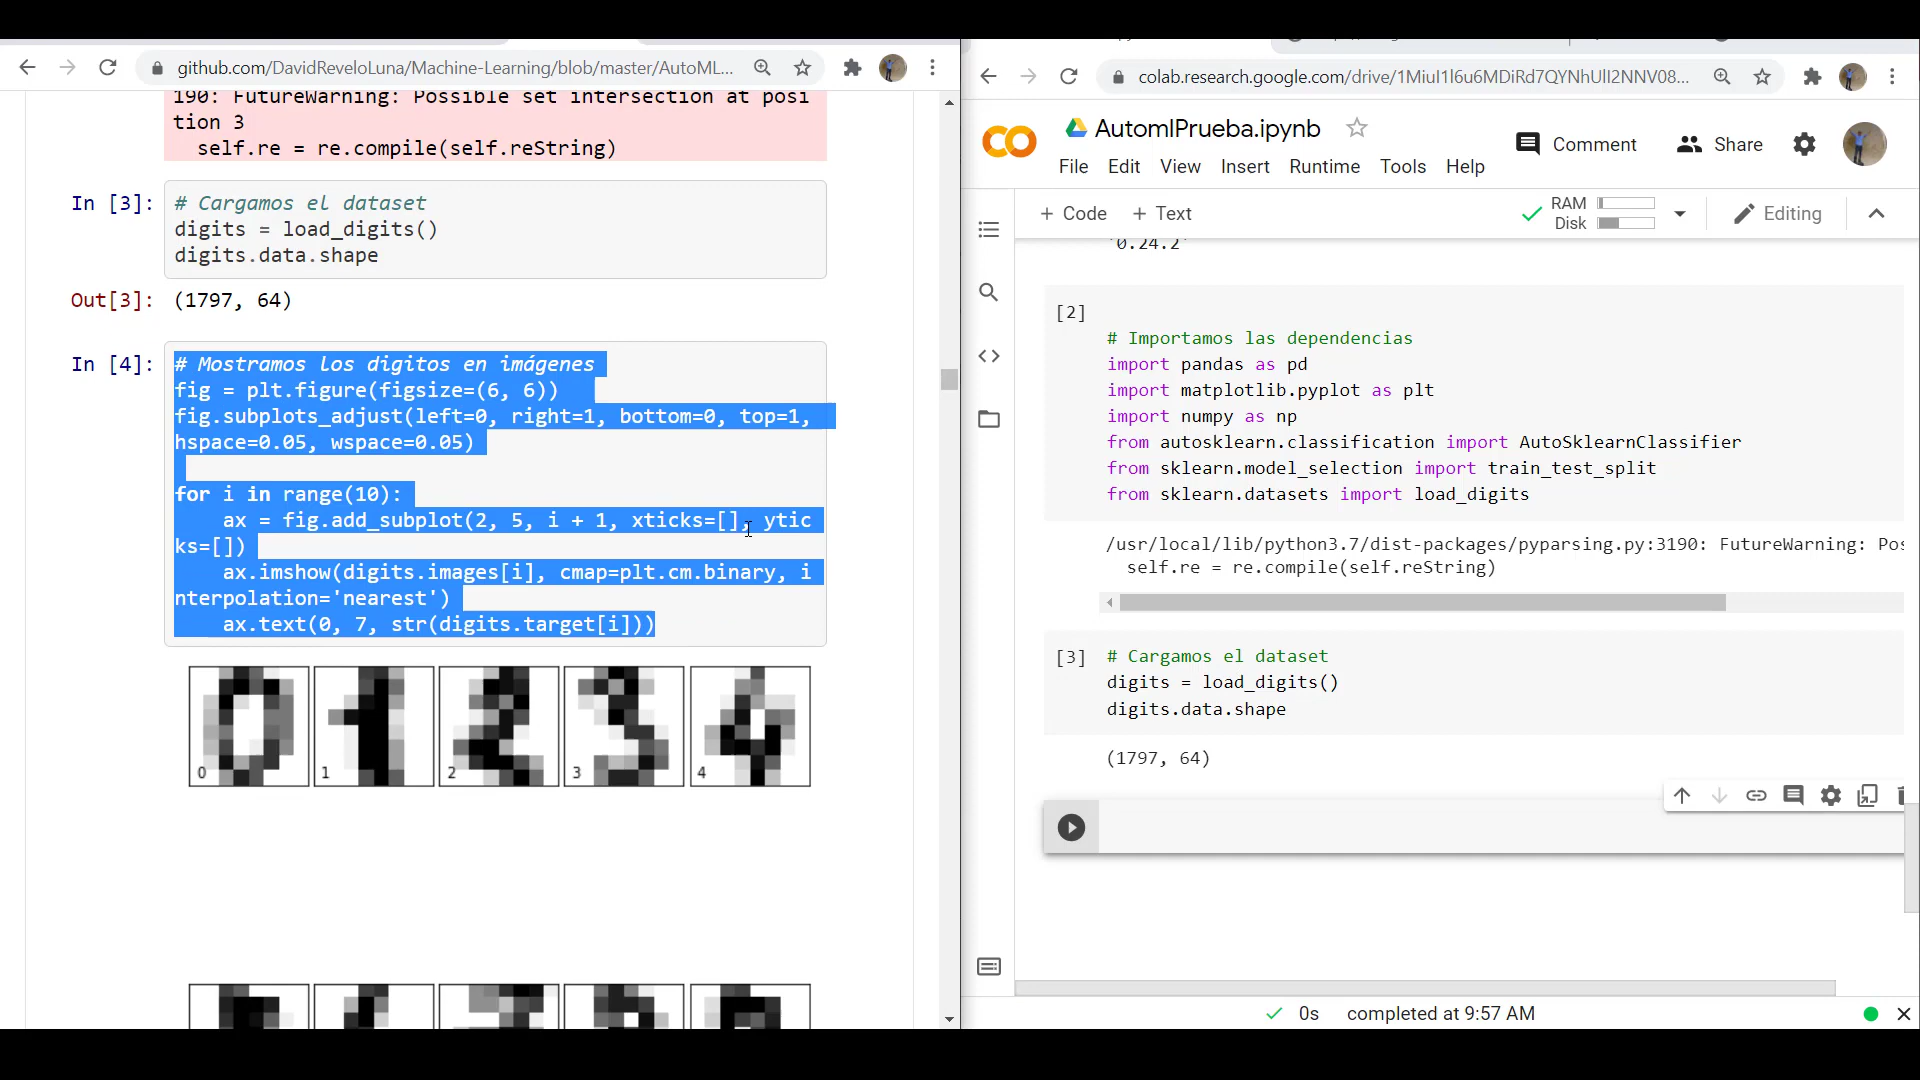 github.com/DavidReveloLuna/Machine-Learning/blob/master/AutoML...
190: FutureWarning: Possible set intersection at posi
tion 3
self.re = re.compile(self.reString)
In [3]:
# Cargamos el dataset
digits = load_digits()
digits.data.shape
Out[3]: (1797, 64)
In [4]:
# Mostramos los digitos en imágenes
fig = plt.figure(figsize=(6, 6))
fig.subplots_adjust(left=0, right=1, bottom=0, top=1,
hspace=0.05, wspace=0.05)
for i in range(10):
ax = fig.add_subplot(2, 5, i + 1, xticks=[], ytic
ks=[])
ax.imshow(digits.images[i], cmap=plt.cm.binary, i
nterpolation='nearest')
ax.text(0, 7, str(digits.target[i]))
0 1 2 3 4
colab.research.google.com/drive/1MiuI1l6u6MDiRd7QYNhUlI2NNV08...
AutomlPrueba.ipynb
Comment
Share
File Edit View Insert Runtime Tools Help
+ Code + Text
RAM
Disk
Editing
'0.24.2'
[2]
# Importamos las dependencias
import pandas as pd
import matplotlib.pyplot as plt
import numpy as np
from autosklearn.classification import AutoSklearnClassifier
from sklearn.model_selection import train_test_split
from sklearn.datasets import load_digits
/usr/local/lib/python3.7/dist-packages/pyparsing.py:3190: FutureWarning: Pos
self.re = re.compile(self.reString)
[3]
# Cargamos el dataset
digits = load_digits()
digits.data.shape
(1797, 64)
0s completed at 9:57 AM